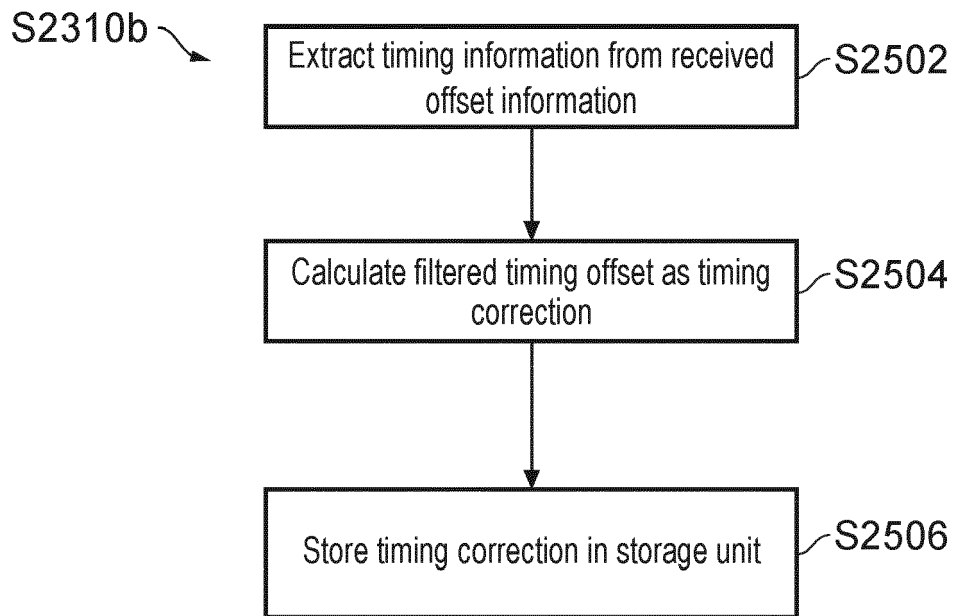 S2310b
Extract timing information from received
offset information
S2502
Calculate filtered timing offset as timing
correction
S2504
Store timing correction in storage unit
S2506